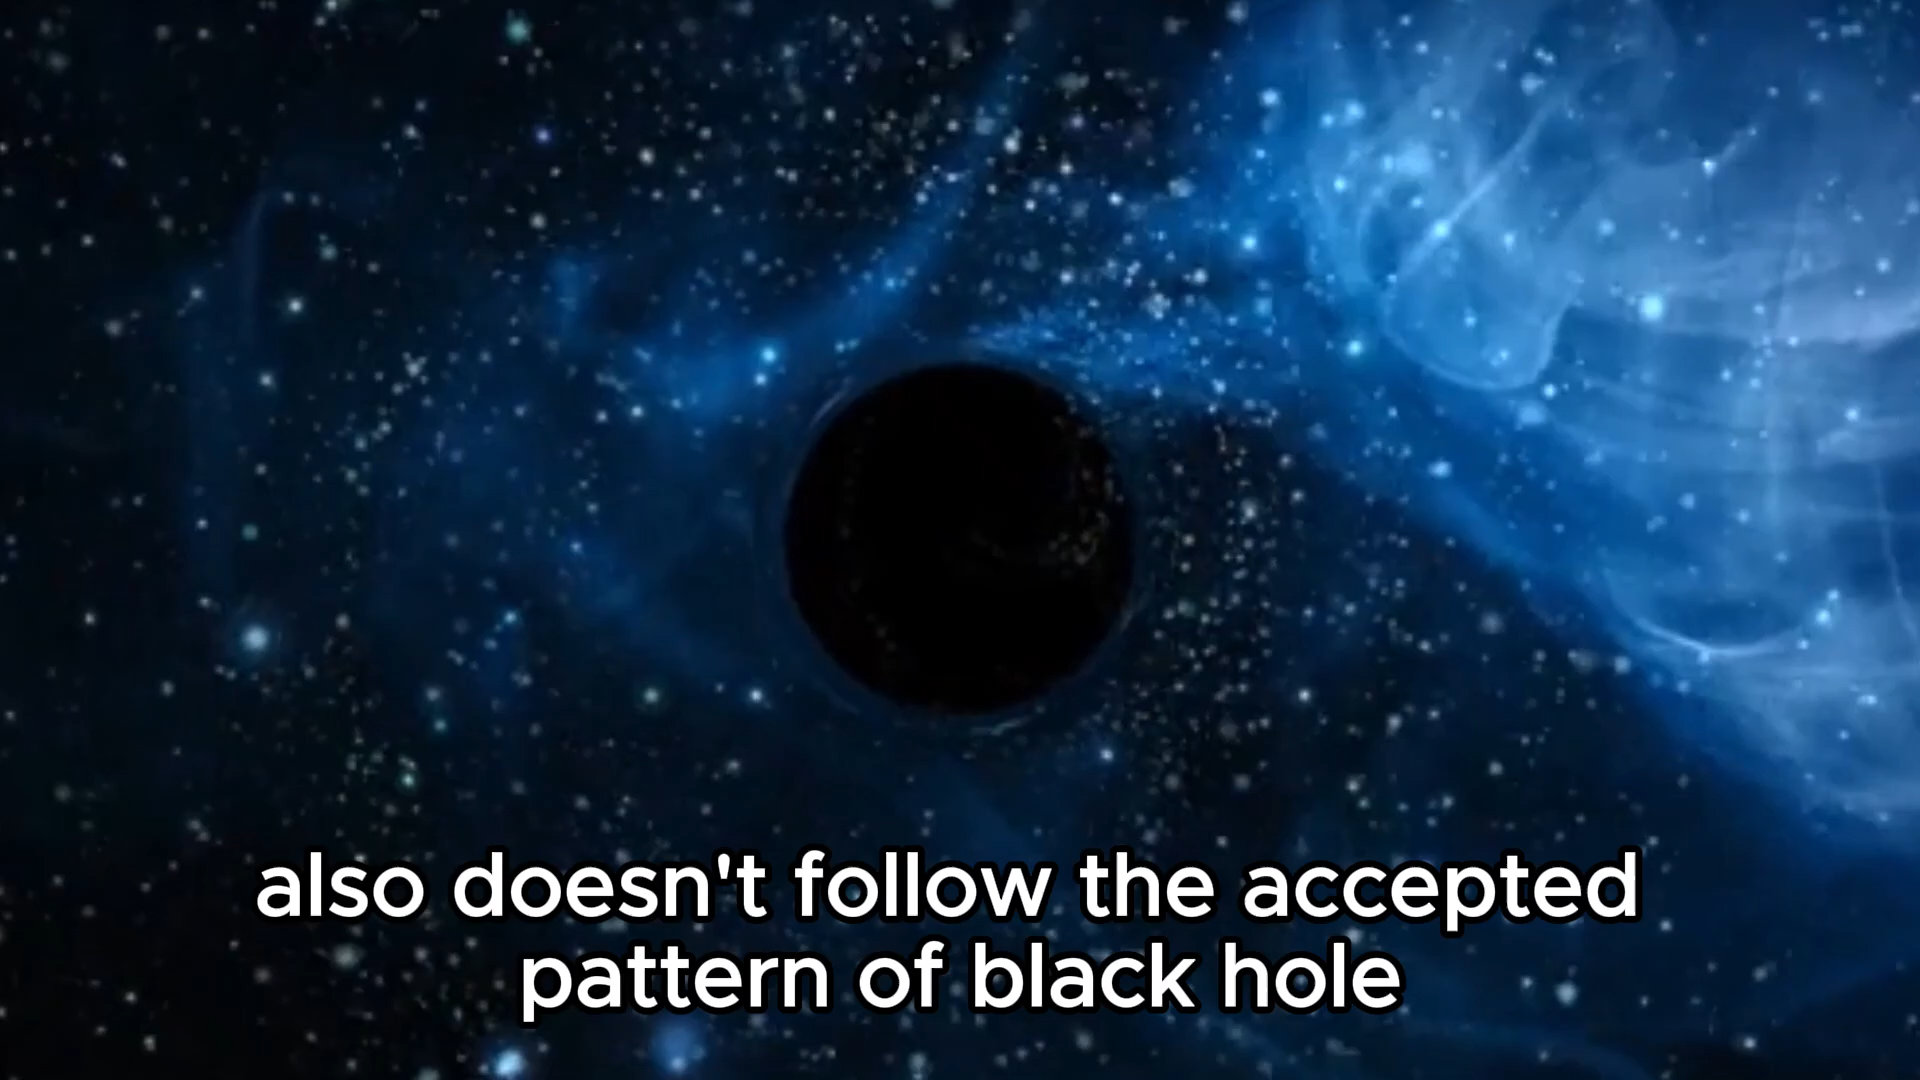 also doesn't follow the accepted
pattern of black hole